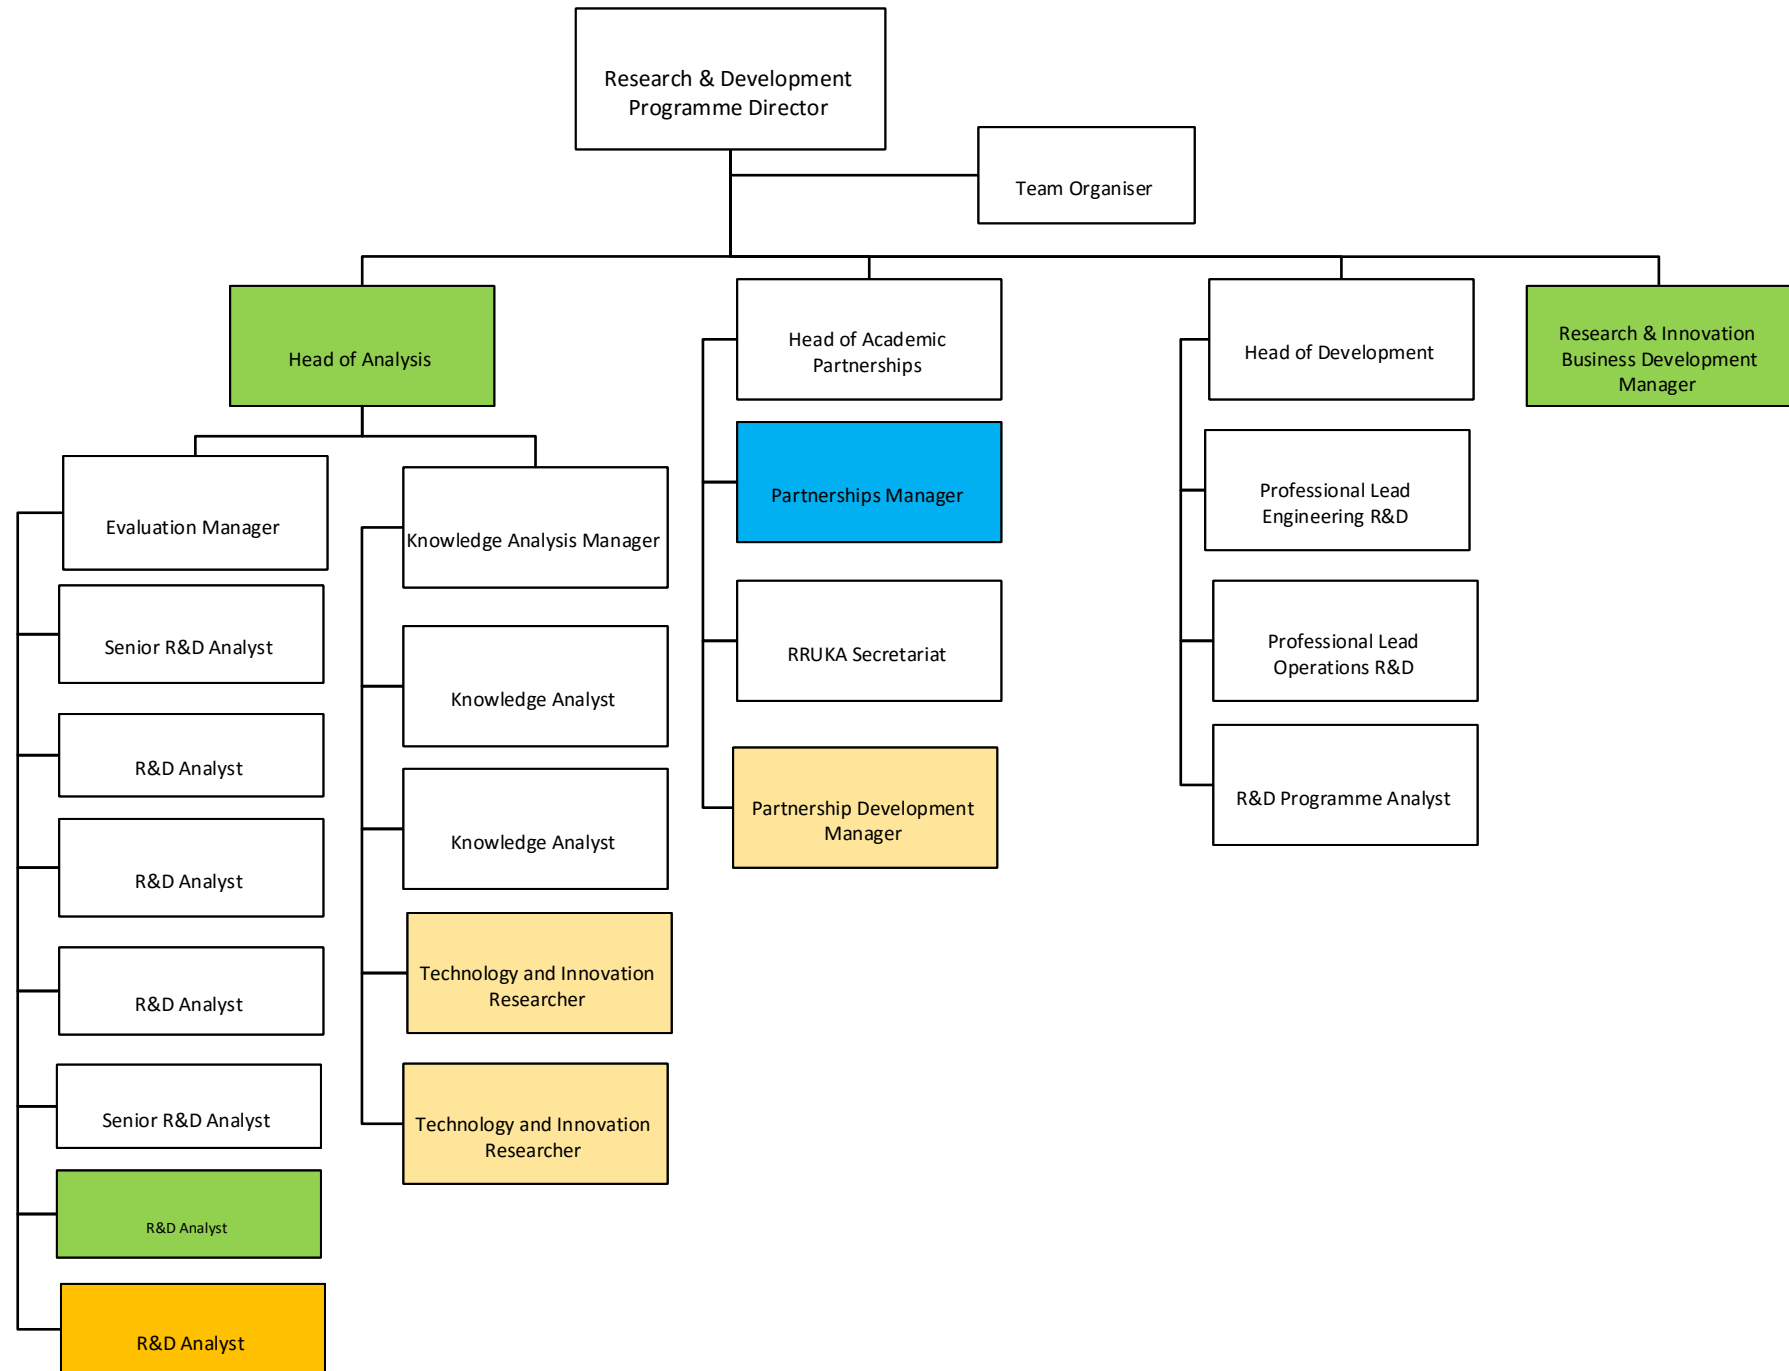 Research & Development
Programme Director
Team Organiser
Head of Analysis
Head of Academic
Partnerships
Head of Development
Research & Innovation
Business Development
Manager
Evaluation Manager
Senior R&D Analyst
R&D Analyst
R&D Analyst
R&D Analyst
Senior R&D Analyst
R&D Analyst
R&D Analyst
Knowledge Analysis Manager
Knowledge Analyst
Knowledge Analyst
Technology and Innovation
Researcher
Technology and Innovation
Researcher
Partnerships Manager
RRUKA Secretariat
Partnership Development
Manager
Professional Lead
Engineering R&D
Professional Lead
Operations R&D
R&D Programme Analyst